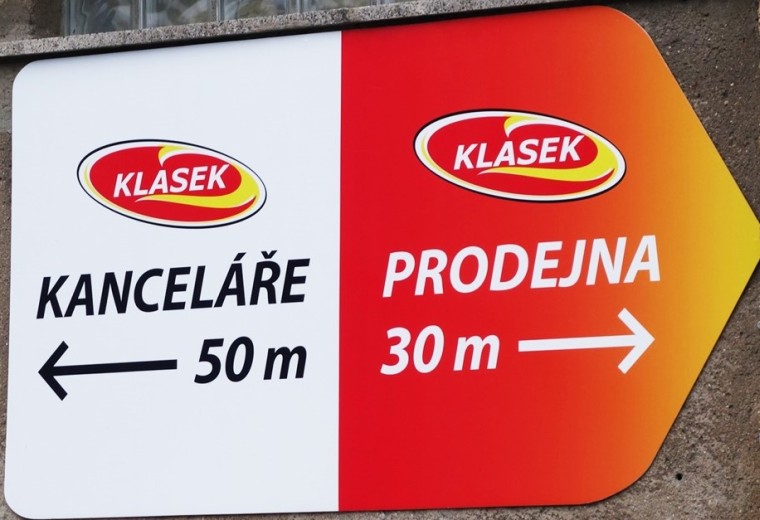 KLASEK
KANCELÁŘE
← 50 m
KLASEK
PRODEJNA
30 m →